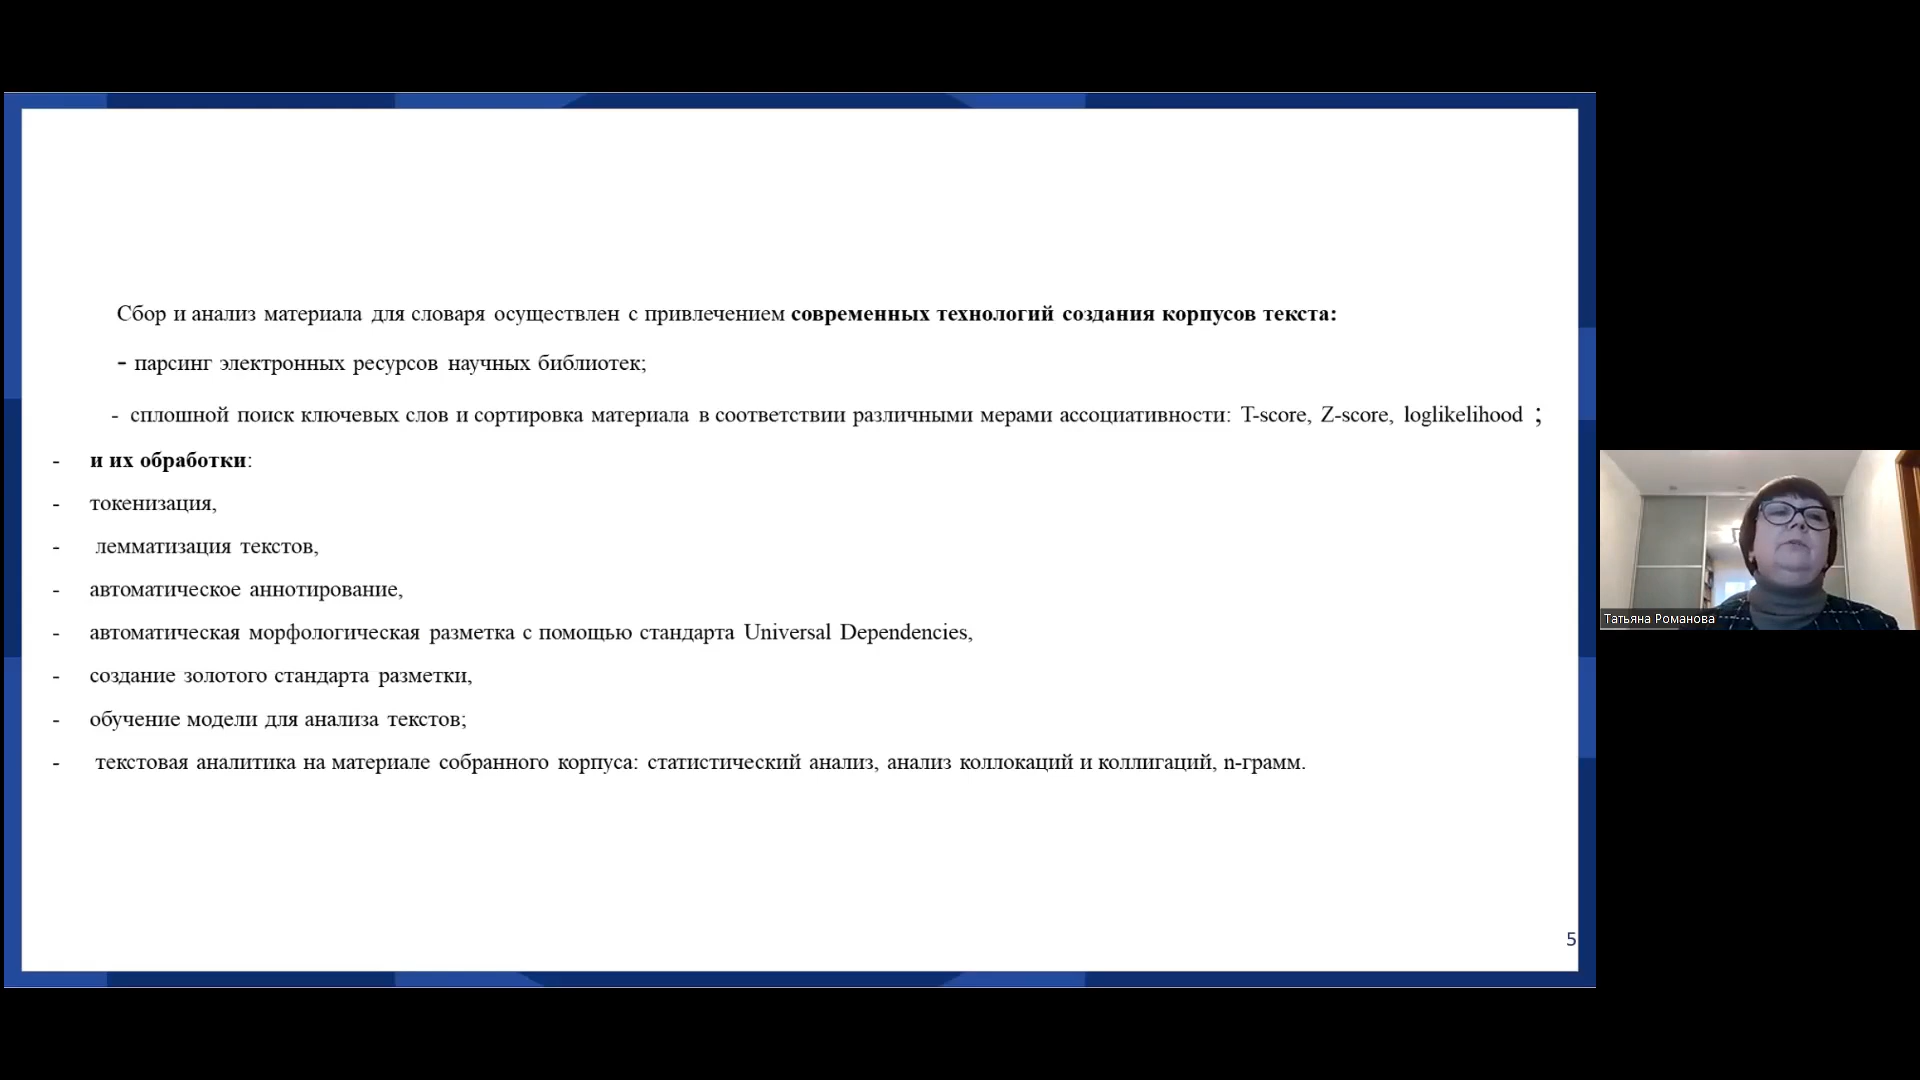 Сбор и анализ материала для словаря осуществлен с привлечением современных технологий создания корпусов текста:
- парсинг электронных ресурсов научных библиотек;
- сплошной поиск ключевых слов и сортировка материала в соответствии различными мерами ассоциативности: T-score, Z-score, loglikelihood ;
- и их обработки:
- токенизация,
- лемматизация текстов,
- автоматическое аннотирование,
- автоматическая морфологическая разметка с помощью стандарта Universal Dependencies,
- создание золотого стандарта разметки,
- обучение модели для анализа текстов;
- текстовая аналитика на материале собранного корпуса: статистический анализ, анализ коллокаций и коллигаций, n-грамм.
5
Татьяна Романова